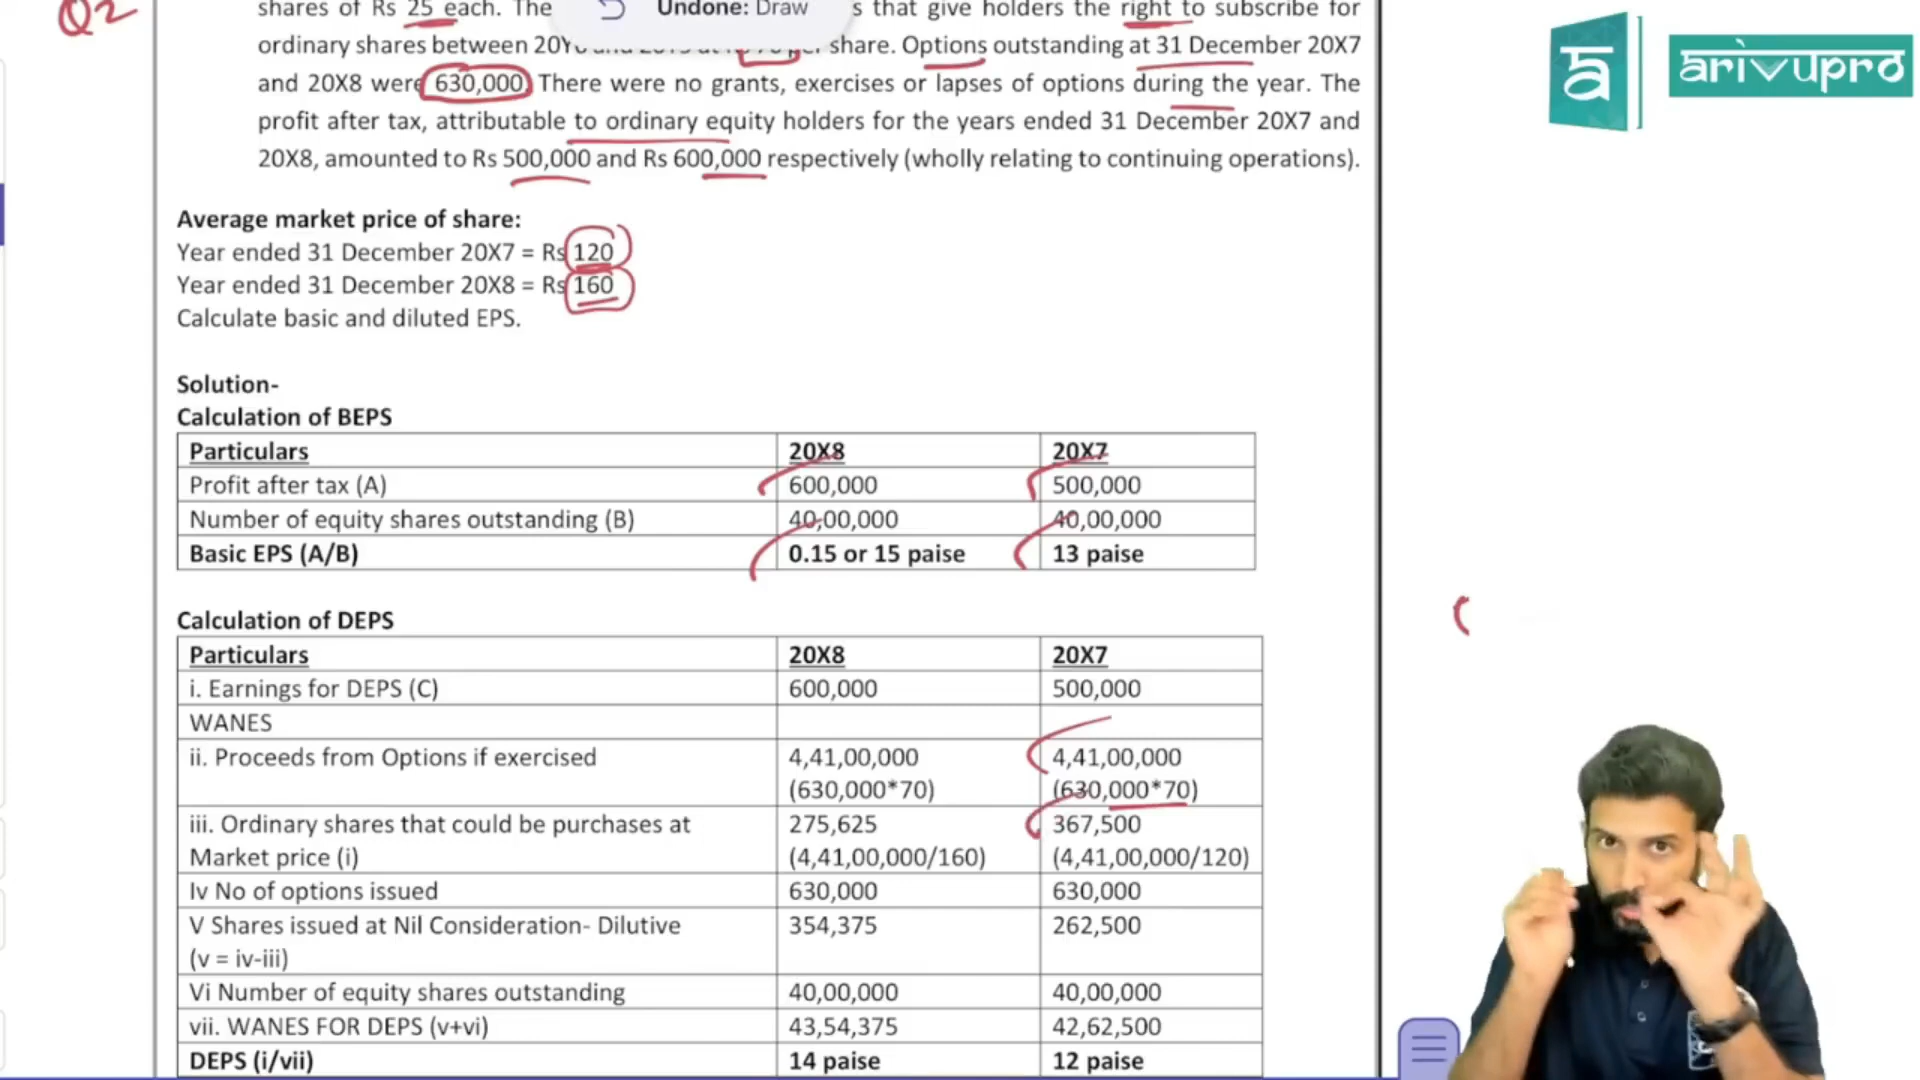 Q2
shares of Rs 25 each. The
Undone: Draw
s that give holders the right to subscribe for
ordinary shares between 20Y0 and 20Y3 at Rs 70 per share. Options outstanding at 31 December 20X7
and 20X8 were 630,000. There were no grants, exercises or lapses of options during the year. The
profit after tax, attributable to ordinary equity holders for the years ended 31 December 20X7 and
20X8, amounted to Rs 500,000 and Rs 600,000 respectively (wholly relating to continuing operations).
arivupro
Average market price of share:
Year ended 31 December 20X7 = Rs 120
Year ended 31 December 20X8 = Rs 160
Calculate basic and diluted EPS.
Solution-
Calculation of BEPS
Particulars 20X8 20X7
Profit after tax (A) 600,000 500,000
Number of equity shares outstanding (B) 40,00,000 40,00,000
Basic EPS (A/B) 0.15 or 15 paise 13 paise
Calculation of DEPS
Particulars 20X8 20X7
i. Earnings for DEPS (C) 600,000 500,000
WANES
ii. Proceeds from Options if exercised 4,41,00,000 4,41,00,000
(630,000*70) (630,000*70)
iii. Ordinary shares that could be purchases at 275,625 367,500
Market price (i) (4,41,00,000/160) (4,41,00,000/120)
Iv No of options issued 630,000 630,000
V Shares issued at Nil Consideration- Dilutive 354,375 262,500
(v = iv-iii)
Vi Number of equity shares outstanding 40,00,000 40,00,000
vii. WANES FOR DEPS (v+vi) 43,54,375 42,62,500
DEPS (i/vii) 14 paise 12 paise